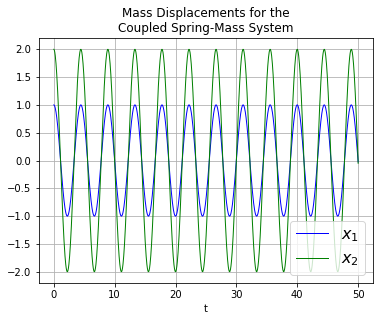 Mass Displacements for the
Coupled Spring-Mass System
2.0
1.5
1.0
0.5
0.0
−0.5
−1.0
−1.5
−2.0
x₁
x₂
0 10 20 30 40 50
t